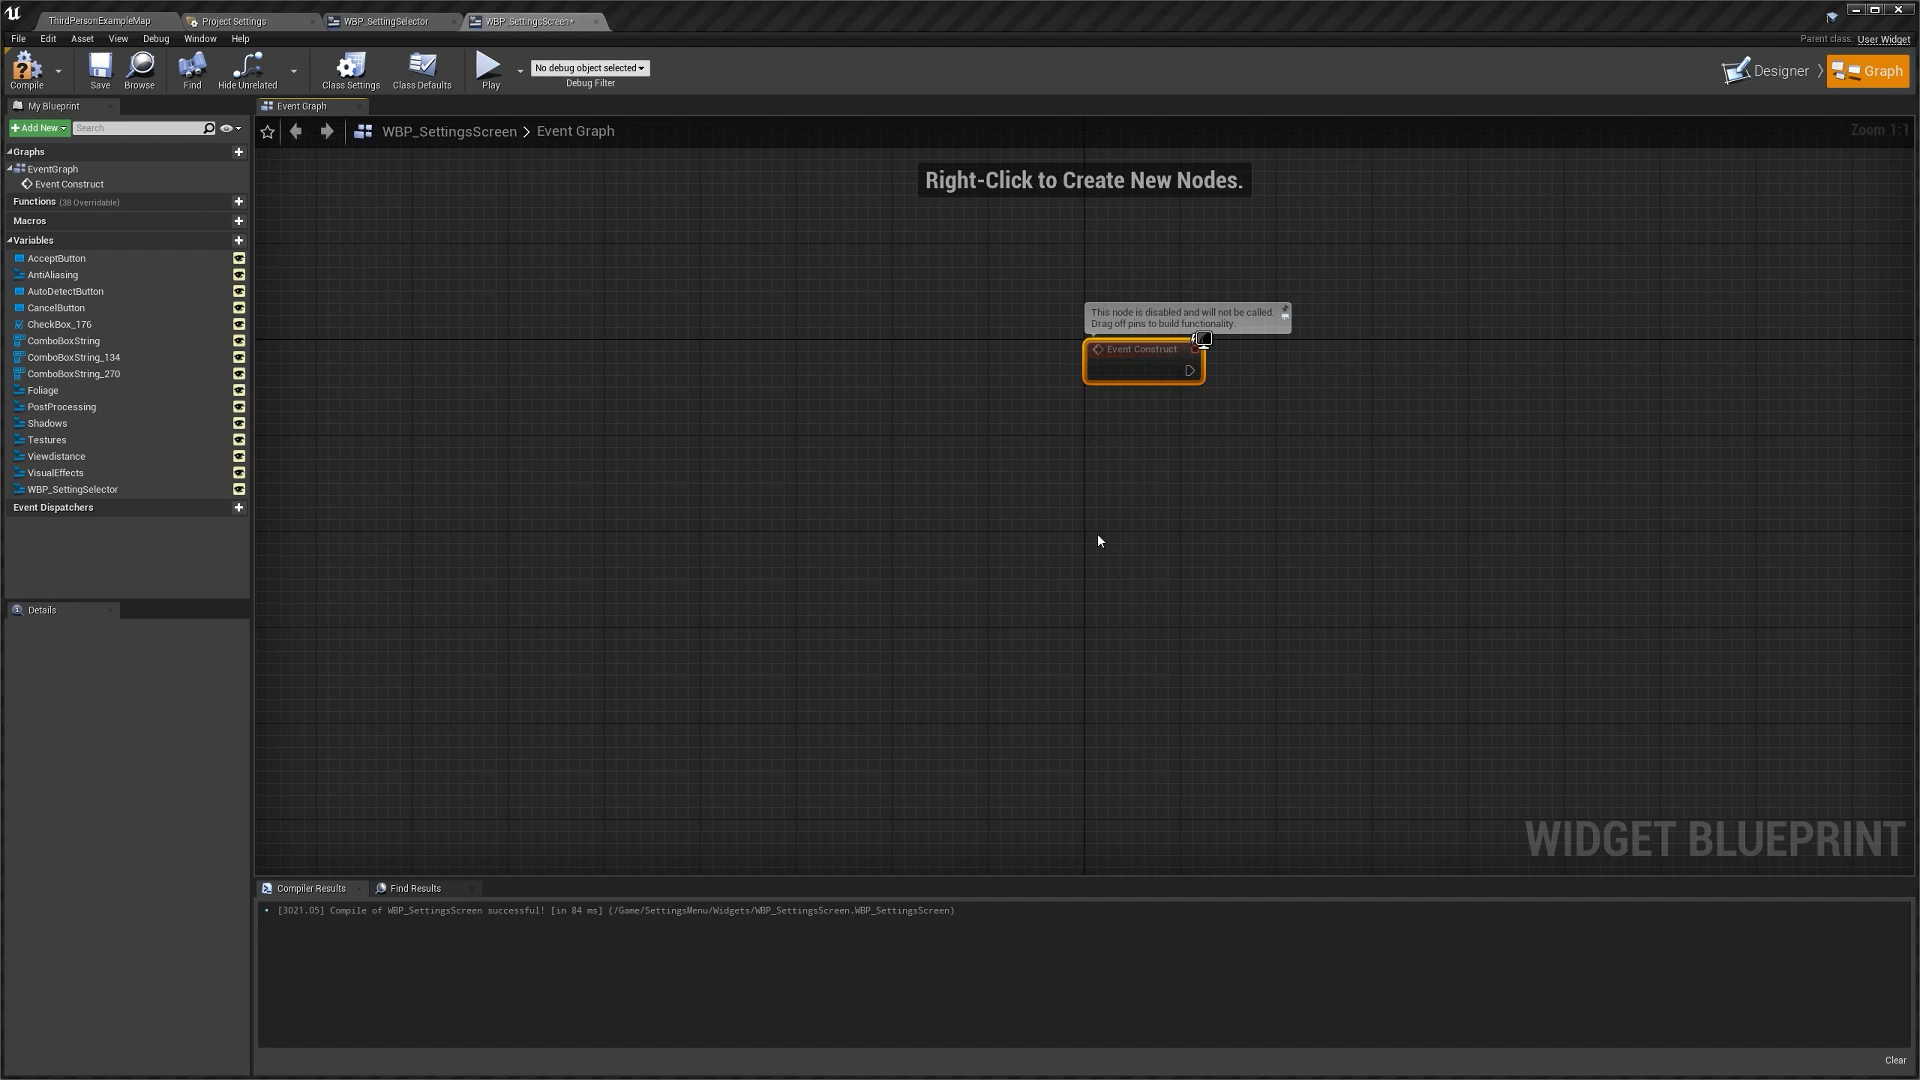 ThirdPersonExampleMap
Project Settings
WBP_SettingSelector
WBP_SettingsScreen*
File Edit Asset View Debug Window Help
Parent class: User Widget
Compile
Save
Browse
Find
Hide Unrelated
Class Settings
Class Defaults
Play
No debug object selected
Debug Filter
Designer
Graph
My Blueprint
Event Graph
+ Add New
Search
WBP_SettingsScreen > Event Graph
Zoom 1:1
Graphs
EventGraph
Event Construct
Functions (38 Overridable)
Macros
Variables
AcceptButton
AntiAliasing
AutoDetectButton
CancelButton
CheckBox_176
ComboBoxString
ComboBoxString_134
ComboBoxString_270
Foliage
PostProcessing
Shadows
Testures
Viewdistance
VisualEffects
WBP_SettingSelector
Event Dispatchers
Details
Right-Click to Create New Nodes.
This node is disabled and will not be called.
Drag off pins to build functionality.
Event Construct
WIDGET BLUEPRINT
Compiler Results
Find Results
[3021.05] Compile of WBP_SettingsScreen successful! [in 84 ms] (/Game/SettingsMenu/Widgets/WBP_SettingsScreen.WBP_SettingsScreen)
Clear